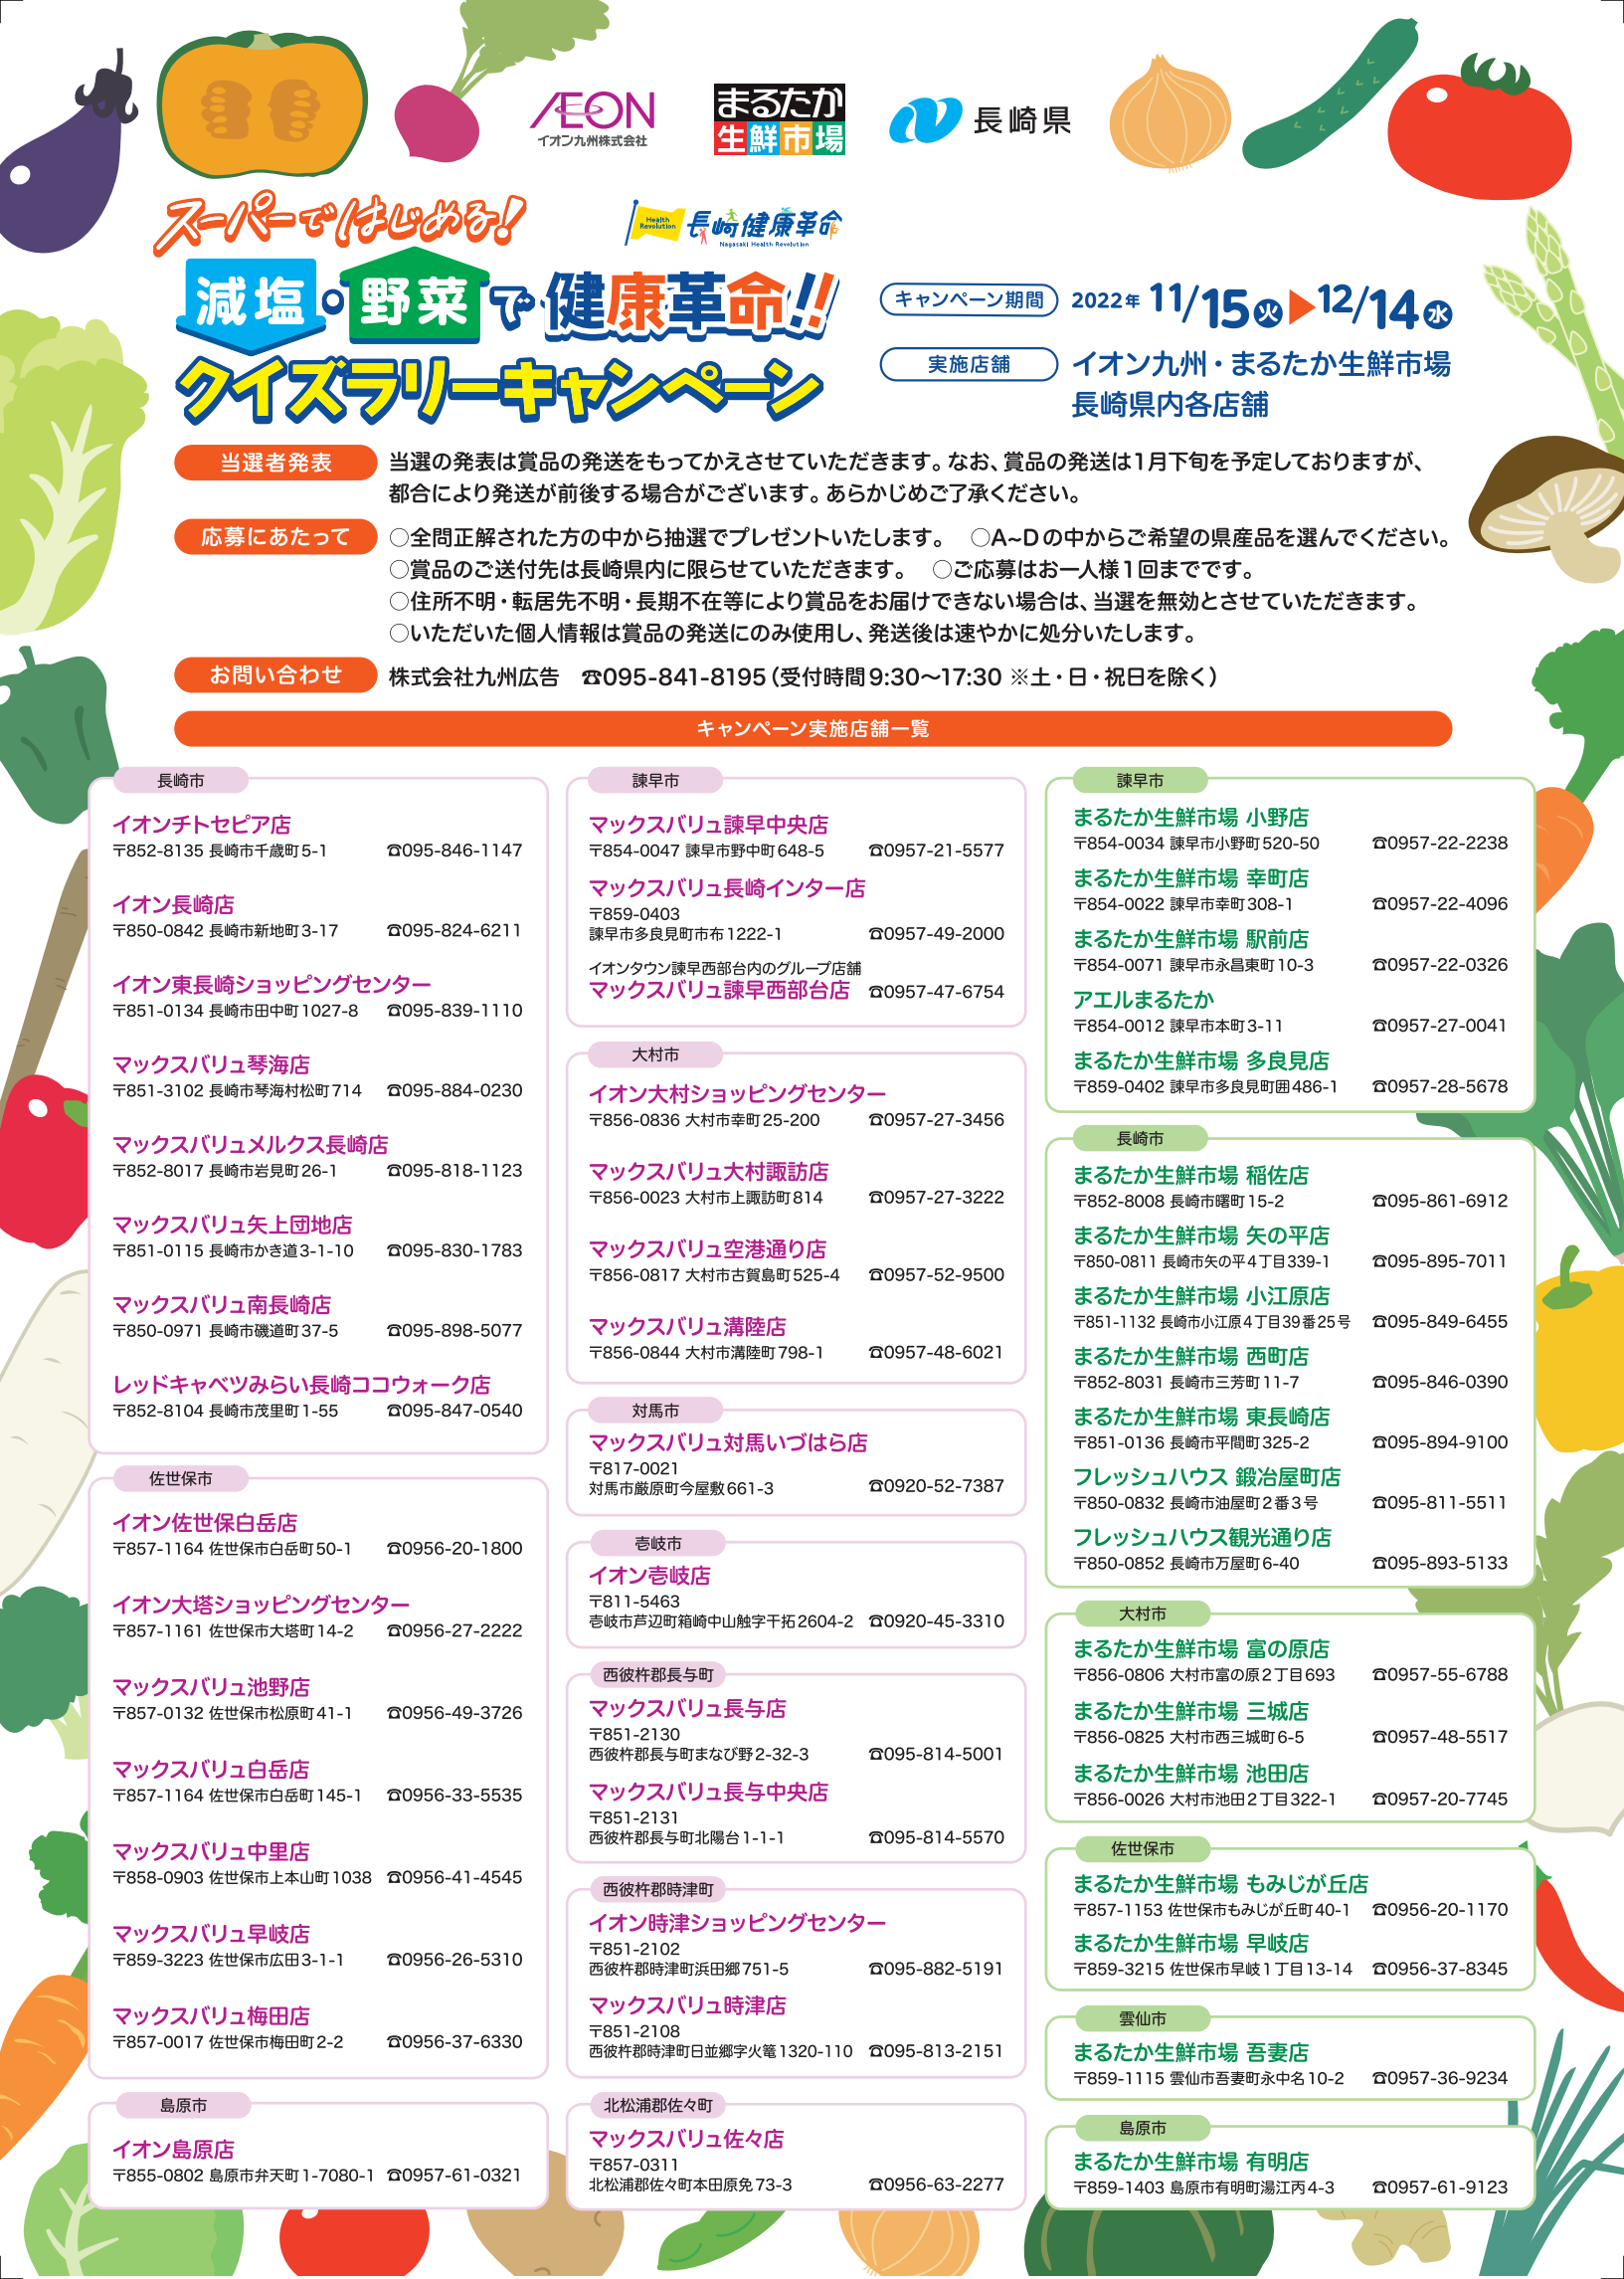 AEON
イオン九州株式会社
まるたか
生鮮市場
長崎県
スーパーではじめる!
Health Revolution
長崎健康革命
Nagasaki Health Revolution
減塩・野菜で健康革命!!
クイズラリーキャンペーン
キャンペーン期間 2022年 11/15火▶12/14水
実施店舗 イオン九州・まるたか生鮮市場
長崎県内各店舗
当選者発表 当選の発表は賞品の発送をもってかえさせていただきます。なお、賞品の発送は1月下旬を予定しておりますが、
都合により発送が前後する場合がございます。あらかじめご了承ください。
応募にあたって ○全問正解された方の中から抽選でプレゼントいたします。 ○A~Dの中からご希望の県産品を選んでください。
○賞品のご送付先は長崎県内に限らせていただきます。 ○ご応募はお一人様1回までです。
○住所不明・転居先不明・長期不在等により賞品をお届けできない場合は、当選を無効とさせていただきます。
○いただいた個人情報は賞品の発送にのみ使用し、発送後は速やかに処分いたします。
お問い合わせ 株式会社九州広告 ☎095-841-8195(受付時間9:30〜17:30 ※土・日・祝日を除く)
キャンペーン実施店舗一覧
長崎市
イオンチトセピア店
〒852-8135 長崎市千歳町5-1 ☎095-846-1147
イオン長崎店
〒850-0842 長崎市新地町3-17 ☎095-824-6211
イオン東長崎ショッピングセンター
〒851-0134 長崎市田中町1027-8 ☎095-839-1110
マックスバリュ琴海店
〒851-3102 長崎市琴海村松町714 ☎095-884-0230
マックスバリュメルクス長崎店
〒852-8017 長崎市岩見町26-1 ☎095-818-1123
マックスバリュ矢上団地店
〒851-0115 長崎市かき道3-1-10 ☎095-830-1783
マックスバリュ南長崎店
〒850-0971 長崎市磯道町37-5 ☎095-898-5077
レッドキャベツみらい長崎ココウォーク店
〒852-8104 長崎市茂里町1-55 ☎095-847-0540
佐世保市
イオン佐世保白岳店
〒857-1164 佐世保市白岳町50-1 ☎0956-20-1800
イオン大塔ショッピングセンター
〒857-1161 佐世保市大塔町14-2 ☎0956-27-2222
マックスバリュ池野店
〒857-0132 佐世保市松原町41-1 ☎0956-49-3726
マックスバリュ白岳店
〒857-1164 佐世保市白岳町145-1 ☎0956-33-5535
マックスバリュ中里店
〒858-0903 佐世保市上本山町1038 ☎0956-41-4545
マックスバリュ早岐店
〒859-3223 佐世保市広田3-1-1 ☎0956-26-5310
マックスバリュ梅田店
〒857-0017 佐世保市梅田町2-2 ☎0956-37-6330
島原市
イオン島原店
〒855-0802 島原市弁天町1-7080-1 ☎0957-61-0321
諫早市
マックスバリュ諫早中央店
〒854-0047 諫早市野中町648-5 ☎0957-21-5577
マックスバリュ長崎インター店
〒859-0403
諫早市多良見町市布1222-1 ☎0957-49-2000
イオンタウン諫早西部台内のグループ店舗
マックスバリュ諫早西部台店 ☎0957-47-6754
大村市
イオン大村ショッピングセンター
〒856-0836 大村市幸町25-200 ☎0957-27-3456
マックスバリュ大村諏訪店
〒856-0023 大村市上諏訪町814 ☎0957-27-3222
マックスバリュ空港通り店
〒856-0817 大村市古賀島町525-4 ☎0957-52-9500
マックスバリュ溝陸店
〒856-0844 大村市溝陸町798-1 ☎0957-48-6021
対馬市
マックスバリュ対馬いづはら店
〒817-0021
対馬市厳原町今屋敷661-3 ☎0920-52-7387
壱岐市
イオン壱岐店
〒811-5463
壱岐市芦辺町箱崎中山触字干拓2604-2 ☎0920-45-3310
西彼杵郡長与町
マックスバリュ長与店
〒851-2130
西彼杵郡長与町まなび野2-32-3 ☎095-814-5001
マックスバリュ長与中央店
〒851-2131
西彼杵郡長与町北陽台1-1-1 ☎095-814-5570
西彼杵郡時津町
イオン時津ショッピングセンター
〒851-2102
西彼杵郡時津町浜田郷751-5 ☎095-882-5191
マックスバリュ時津店
〒851-2108
西彼杵郡時津町日並郷字火篭1320-110 ☎095-813-2151
北松浦郡佐々町
マックスバリュ佐々店
〒857-0311
北松浦郡佐々町本田原免73-3 ☎0956-63-2277
諫早市
まるたか生鮮市場 小野店
〒854-0034 諫早市小野町520-50 ☎0957-22-2238
まるたか生鮮市場 幸町店
〒854-0022 諫早市幸町308-1 ☎0957-22-4096
まるたか生鮮市場 駅前店
〒854-0071 諫早市永昌東町10-3 ☎0957-22-0326
アエルまるたか
〒854-0012 諫早市本町3-11 ☎0957-27-0041
まるたか生鮮市場 多良見店
〒859-0402 諫早市多良見町囲486-1 ☎0957-28-5678
長崎市
まるたか生鮮市場 稲佐店
〒852-8008 長崎市曙町15-2 ☎095-861-6912
まるたか生鮮市場 矢の平店
〒850-0811 長崎市矢の平4丁目339-1 ☎095-895-7011
まるたか生鮮市場 小江原店
〒851-1132 長崎市小江原4丁目39番25号 ☎095-849-6455
まるたか生鮮市場 西町店
〒852-8031 長崎市三芳町11-7 ☎095-846-0390
まるたか生鮮市場 東長崎店
〒851-0136 長崎市平間町325-2 ☎095-894-9100
フレッシュハウス 鍛冶屋町店
〒850-0832 長崎市油屋町2番3号 ☎095-811-5511
フレッシュハウス観光通り店
〒850-0852 長崎市万屋町6-40 ☎095-893-5133
大村市
まるたか生鮮市場 富の原店
〒856-0806 大村市富の原2丁目693 ☎0957-55-6788
まるたか生鮮市場 三城店
〒856-0825 大村市西三城町6-5 ☎0957-48-5517
まるたか生鮮市場 池田店
〒856-0026 大村市池田2丁目322-1 ☎0957-20-7745
佐世保市
まるたか生鮮市場 もみじが丘店
〒857-1153 佐世保市もみじが丘町40-1 ☎0956-20-1170
まるたか生鮮市場 早岐店
〒859-3215 佐世保市早岐1丁目13-14 ☎0956-37-8345
雲仙市
まるたか生鮮市場 吾妻店
〒859-1115 雲仙市吾妻町永中名10-2 ☎0957-36-9234
島原市
まるたか生鮮市場 有明店
〒859-1403 島原市有明町湯江丙4-3 ☎0957-61-9123